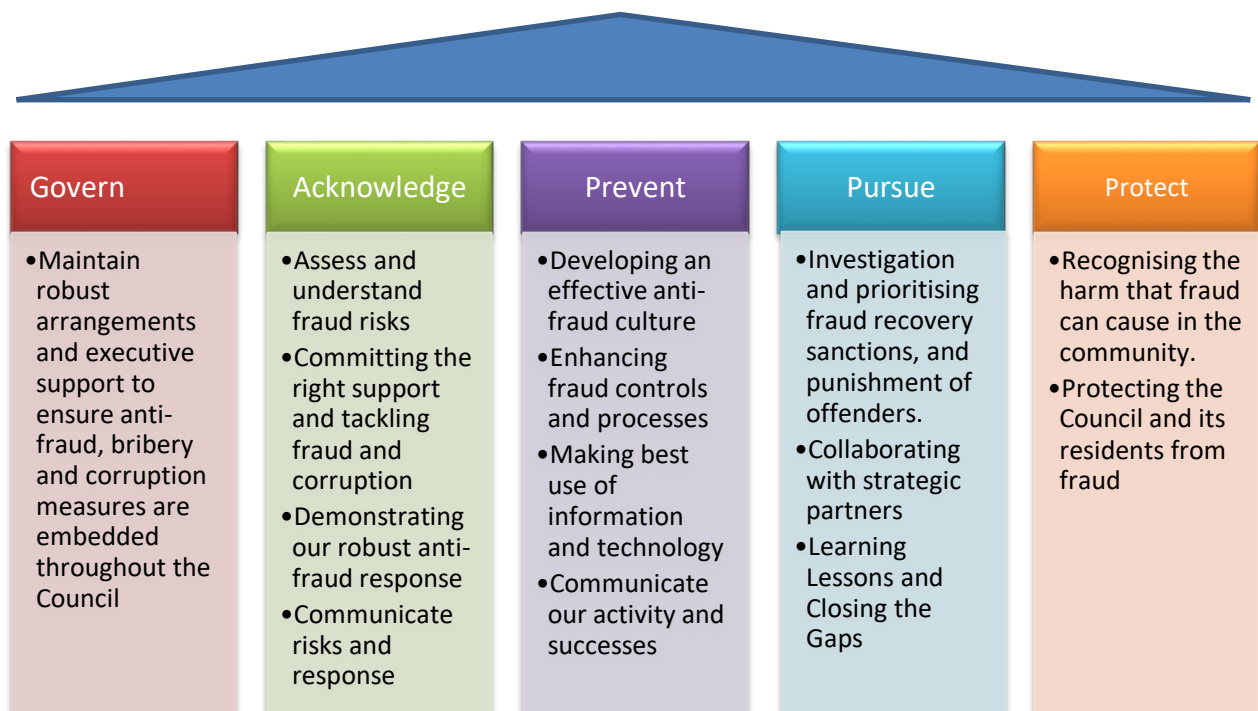 Govern
•Maintain
robust
arrangements
and executive
support to
ensure anti-
fraud, bribery
and corruption
measures are
embedded
throughout the
Council
Acknowledge
•Assess and
understand
fraud risks
•Committing the
right support
and tackling
fraud and
corruption
•Demonstrating
our robust anti-
fraud response
•Communicate
risks and
response
Prevent
•Developing an
effective anti-
fraud culture
•Enhancing
fraud controls
and processes
•Making best
use of
information
and technology
•Communicate
our activity and
successes
Pursue
•Investigation
and prioritising
fraud recovery
sanctions, and
punishment of
offenders.
•Collaborating
with strategic
partners
•Learning
Lessons and
Closing the
Gaps
Protect
•Recognising the
harm that fraud
can cause in the
community.
•Protecting the
Council and its
residents from
fraud